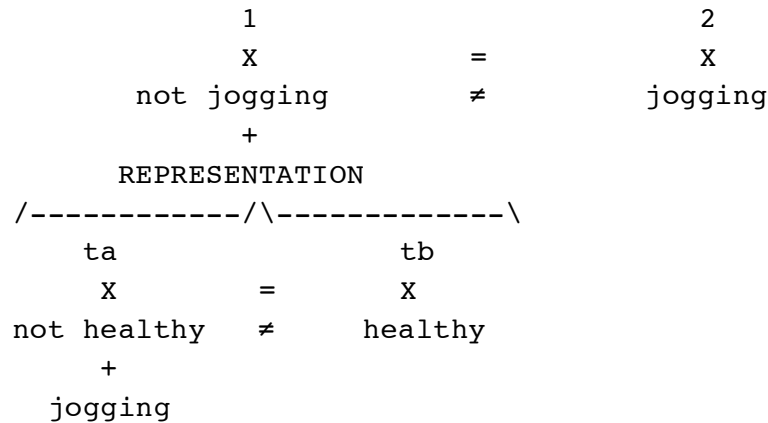 1 2
X = X
not jogging ≠ jogging
+
REPRESENTATION
/------------/\-------------\
ta tb
X = X
not healthy ≠ healthy
+
jogging